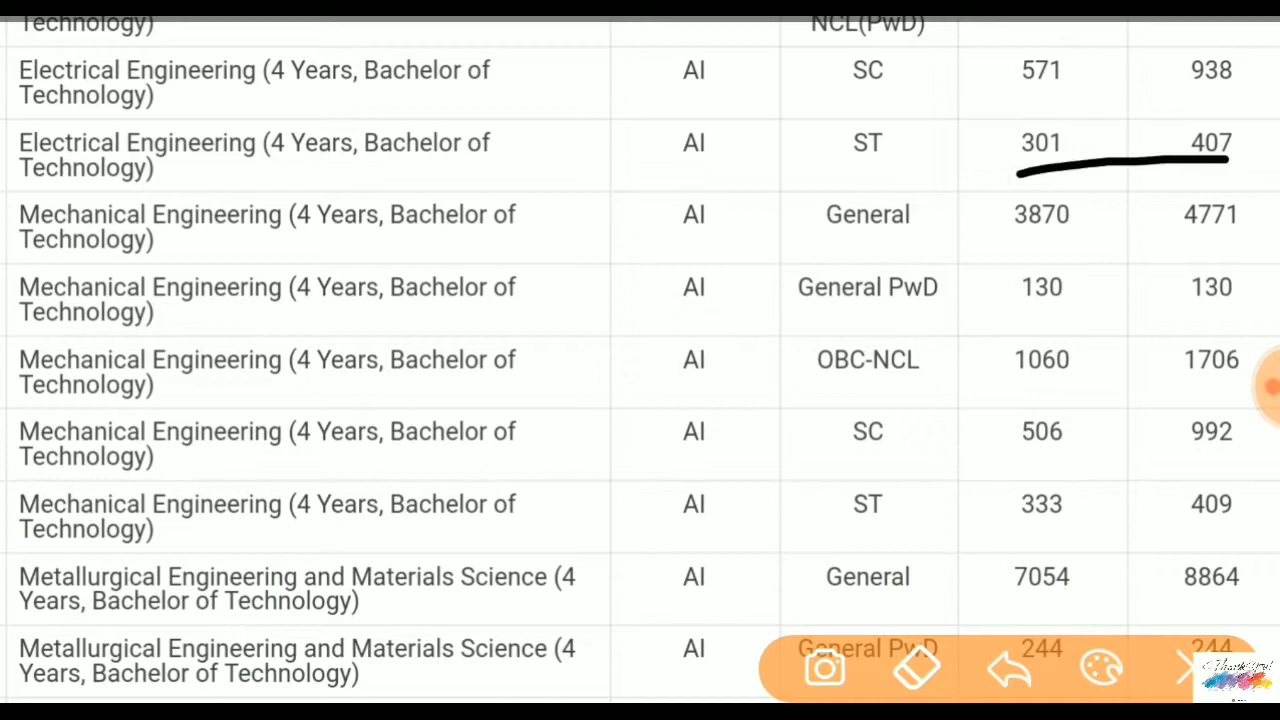 Technology)
NCL(PwD)
Electrical Engineering (4 Years, Bachelor of
Technology)
AI
SC
571
938
Electrical Engineering (4 Years, Bachelor of
Technology)
AI
ST
301
407
Mechanical Engineering (4 Years, Bachelor of
Technology)
AI
General
3870
4771
Mechanical Engineering (4 Years, Bachelor of
Technology)
AI
General PwD
130
130
Mechanical Engineering (4 Years, Bachelor of
Technology)
AI
OBC-NCL
1060
1706
Mechanical Engineering (4 Years, Bachelor of
Technology)
AI
SC
506
992
Mechanical Engineering (4 Years, Bachelor of
Technology)
AI
ST
333
409
Metallurgical Engineering and Materials Science (4
Years, Bachelor of Technology)
AI
General
7054
8864
Metallurgical Engineering and Materials Science (4
Years, Bachelor of Technology)
AI
General PwD
244
244